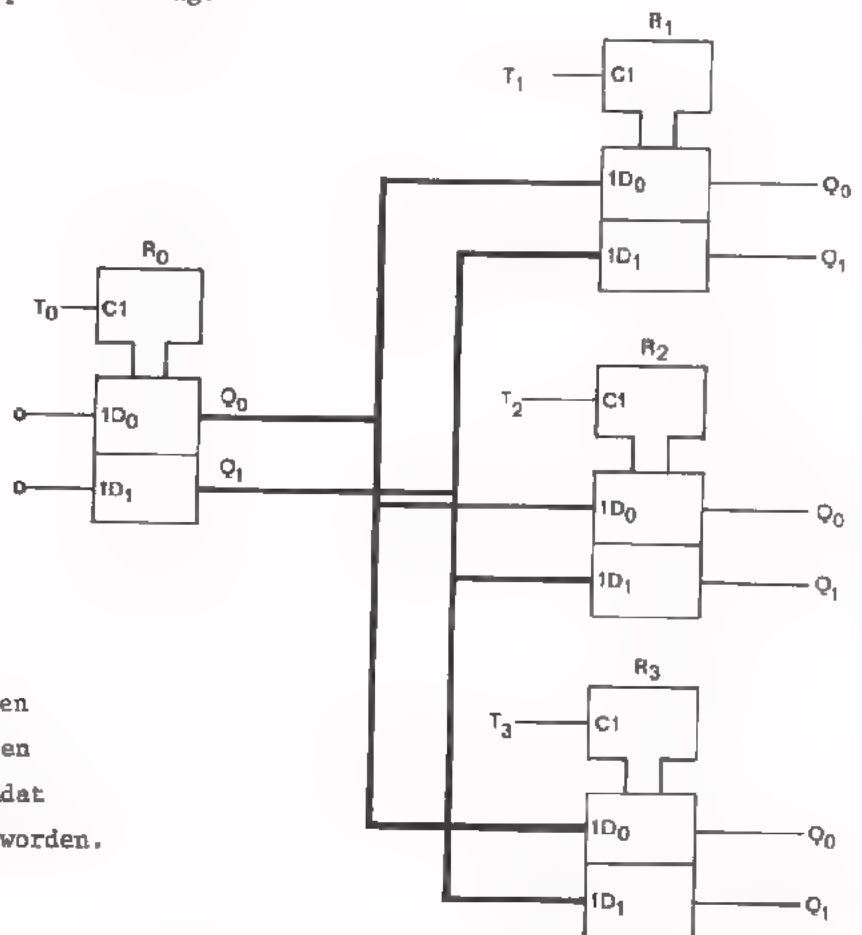 R1
T1 C1
1D0 Q0
1D1 Q1
R0
T0 C1
1D0 Q0
1D1 Q1
R2
T2 C1
1D0 Q0
1D1 Q1
R3
T3 C1
1D0 Q0
1D1 Q1
en
en
dat
worden.